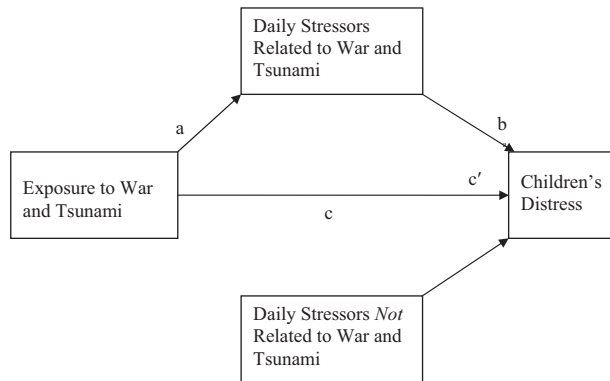 Daily Stressors
Related to War and
Tsunami
a
b
Exposure to War
and Tsunami
c′
c
Children’s
Distress
Daily Stressors Not
Related to War and
Tsunami